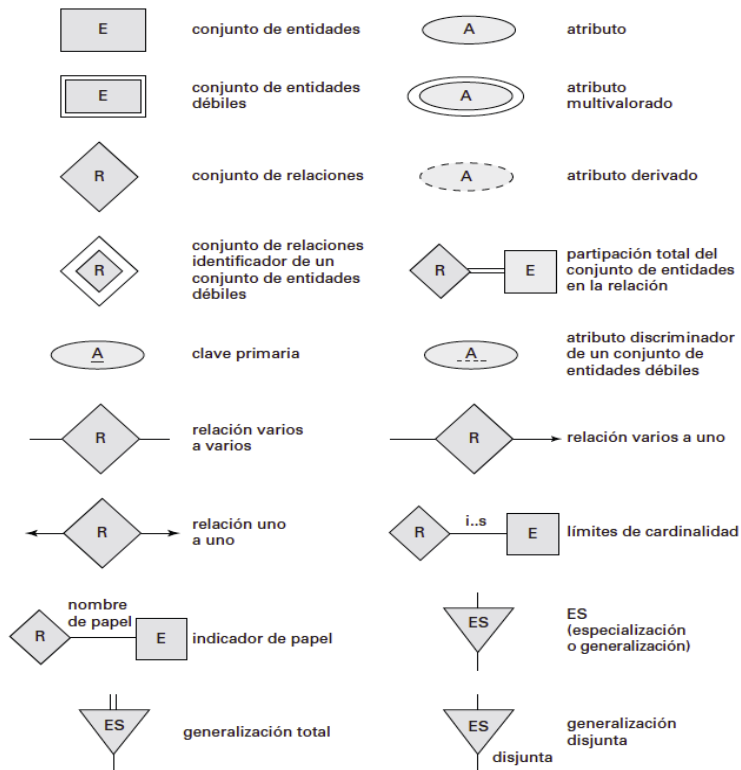 E
conjunto de entidades
A
atributo
E
conjunto de entidades
débiles
A
atributo
multivalorado
R
conjunto de relaciones
A
atributo derivado
R
conjunto de relaciones
identificador de un
conjunto de entidades
débiles
R
E
partipación total del
conjunto de entidades
en la relación
A
clave primaria
A
atributo discriminador
de un conjunto de
entidades débiles
R
relación varios
a varios
R
relación varios a uno
R
relación uno
a uno
R
i..s
E
límites de cardinalidad
R
nombre
de papel
E
indicador de papel
ES
ES
(especialización
o generalización)
ES
generalización total
ES
disjunta
generalización
disjunta